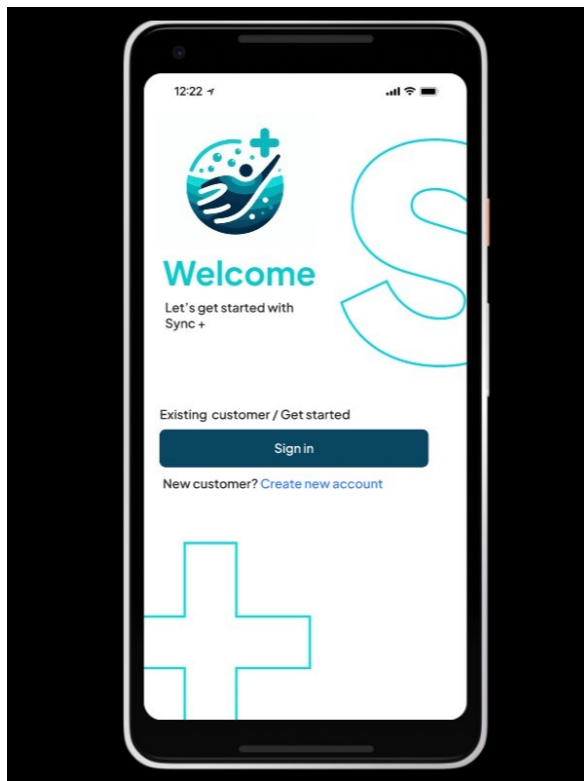 12:22
Welcome
Let's get started with
Sync +
Existing customer / Get started
Sign in
New customer? Create new account
S